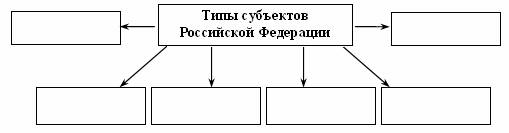 Типы субъектов
Российской Федерации